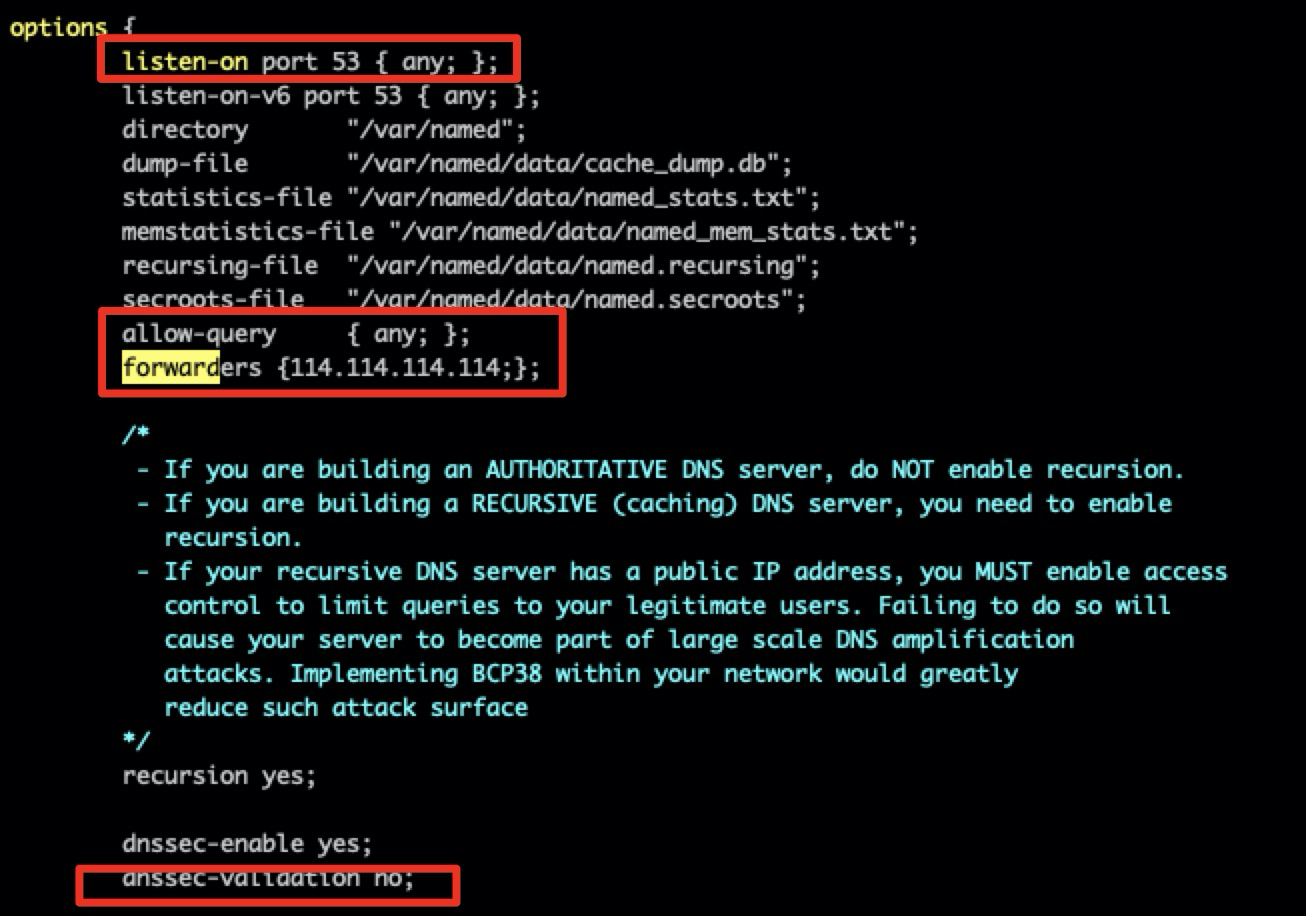 options {
listen-on port 53 { any; };
listen-on-v6 port 53 { any; };
directory "/var/named";
dump-file "/var/named/data/cache_dump.db";
statistics-file "/var/named/data/named_stats.txt";
memstatistics-file "/var/named/data/named_mem_stats.txt";
recursing-file "/var/named/data/named.recursing";
secroots-file "/var/named/data/named.secroots";
allow-query { any; };
forwarders {114.114.114.114;};
/*
- If you are building an AUTHORITATIVE DNS server, do NOT enable recursion.
- If you are building a RECURSIVE (caching) DNS server, you need to enable
recursion.
- If your recursive DNS server has a public IP address, you MUST enable access
control to limit queries to your legitimate users. Failing to do so will
cause your server to become part of large scale DNS amplification
attacks. Implementing BCP38 within your network would greatly
reduce such attack surface
*/
recursion yes;
dnssec-enable yes;
dnssec-validation no;